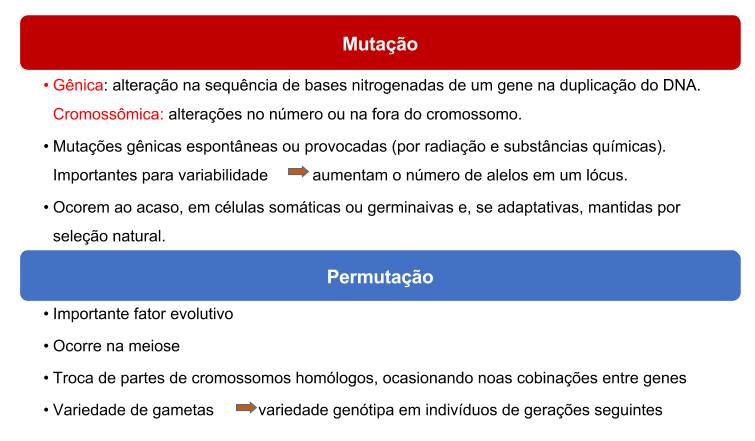 Mutação
• Gênica: alteração na sequência de bases nitrogenadas de um gene na duplicação do DNA.
Cromossômica: alterações no número ou na fora do cromossomo.
• Mutações gênicas espontâneas ou provocadas (por radiação e substâncias químicas).
Importantes para variabilidade aumentam o número de alelos em um lócus.
• Ocorem ao acaso, em células somáticas ou germinaivas e, se adaptativas, mantidas por
seleção natural.
Permutação
• Importante fator evolutivo
• Ocorre na meiose
• Troca de partes de cromossomos homólogos, ocasionando noas cobinações entre genes
• Variedade de gametas variedade genótipa em indivíduos de gerações seguintes